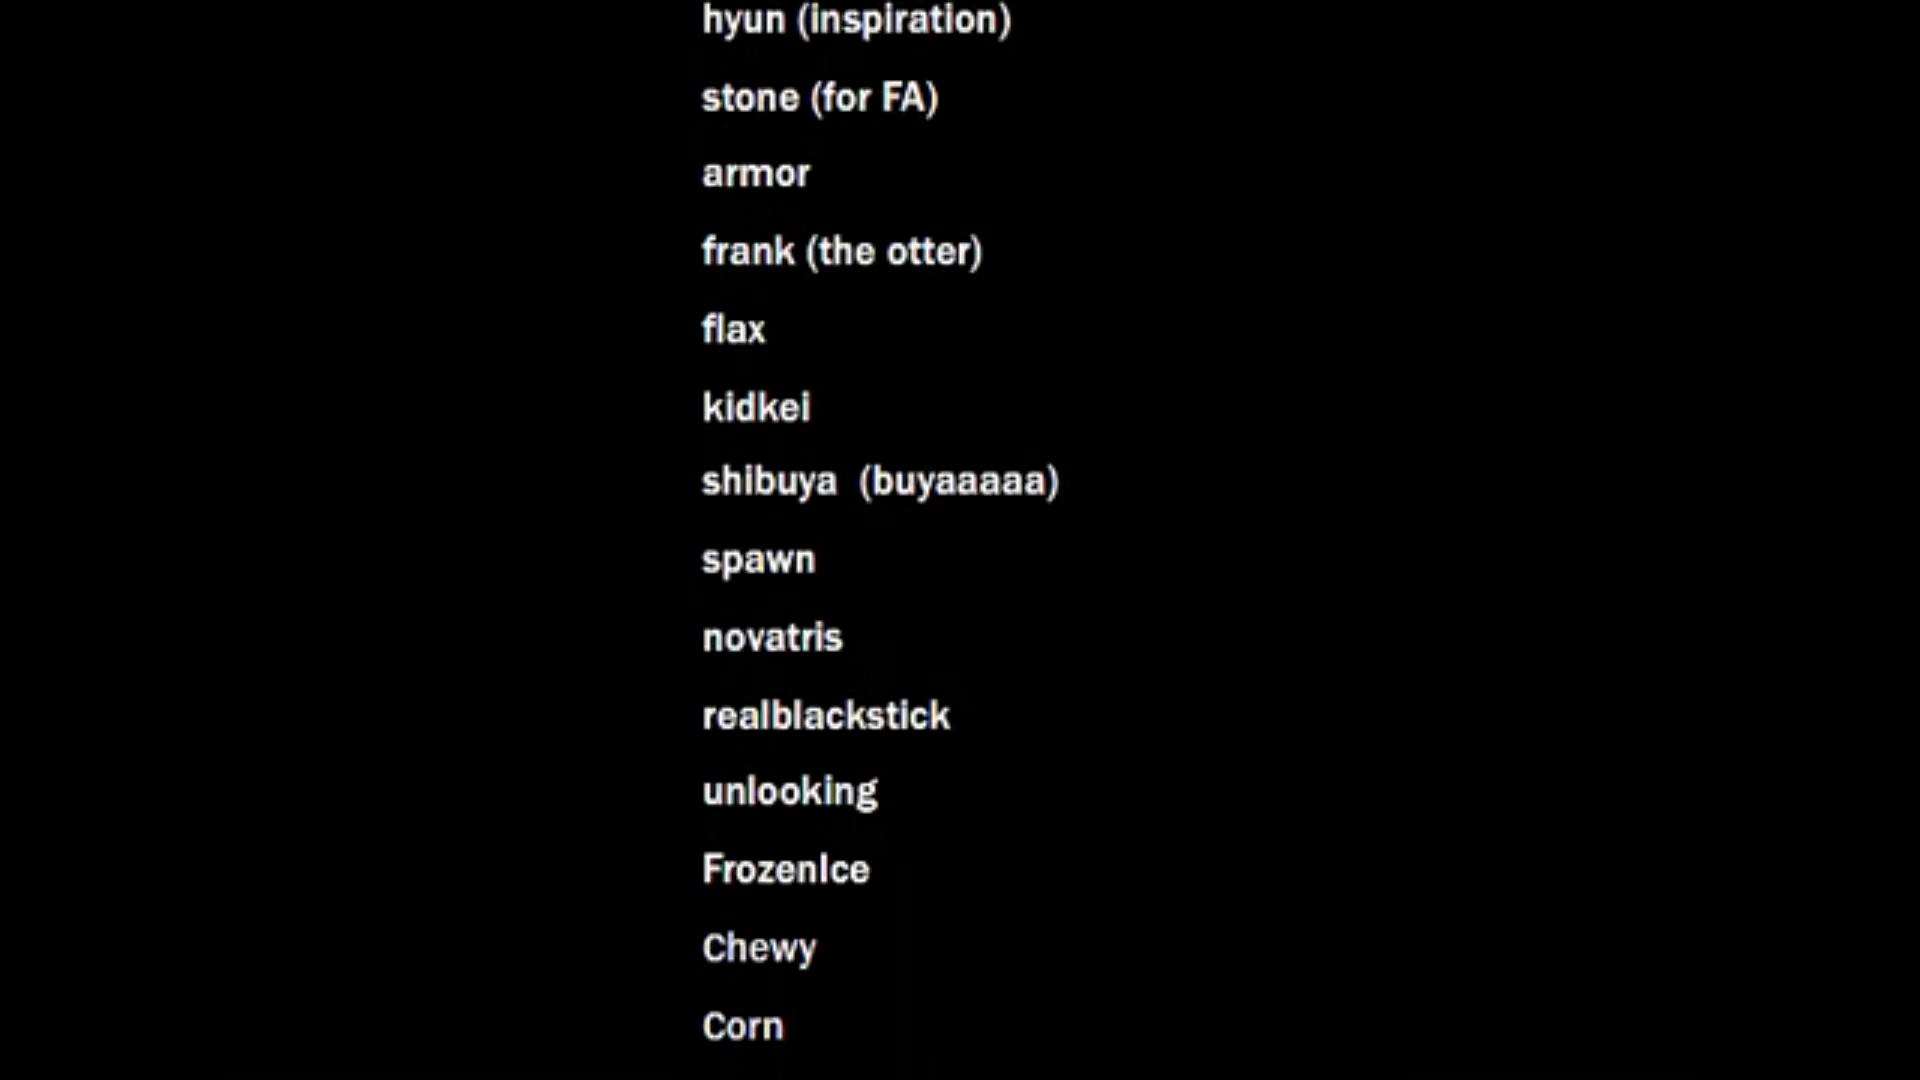 hyun (inspiration)
stone (for FA)
armor
frank (the otter)
flax
kidkei
shibuya  (buyaaaaa)
spawn
novatris
realblackstick
unlooking
FrozenIce
Chewy
Corn